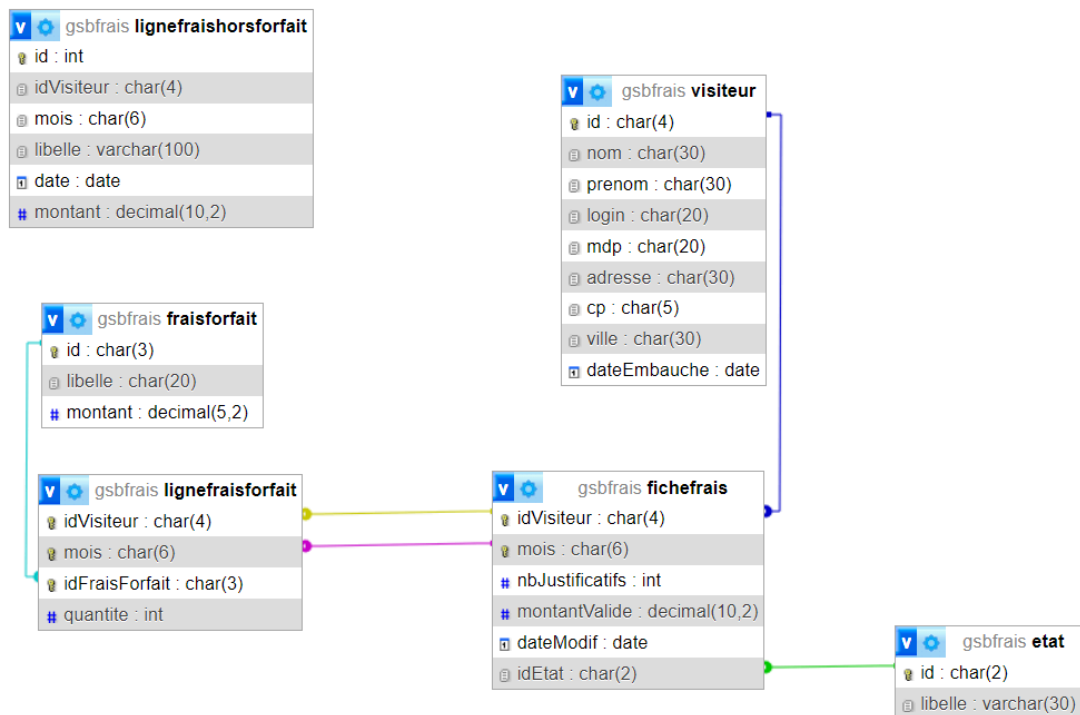 v gsbfrais lignefraishorsforfait
id : int
idVisiteur : char(4)
mois : char(6)
libelle : varchar(100)
date : date
# montant : decimal(10,2)
v gsbfrais visiteur
id : char(4)
nom : char(30)
prenom : char(30)
login : char(20)
mdp : char(20)
adresse : char(30)
cp : char(5)
ville : char(30)
dateEmbauche : date
v gsbfrais fraisforfait
id : char(3)
libelle : char(20)
# montant : decimal(5,2)
v gsbfrais lignefraisforfait
idVisiteur : char(4)
mois : char(6)
idFraisForfait : char(3)
# quantite : int
v gsbfrais fichefrais
idVisiteur : char(4)
mois : char(6)
# nbJustificatifs : int
# montantValide : decimal(10,2)
dateModif : date
idEtat : char(2)
v gsbfrais etat
id : char(2)
libelle : varchar(30)